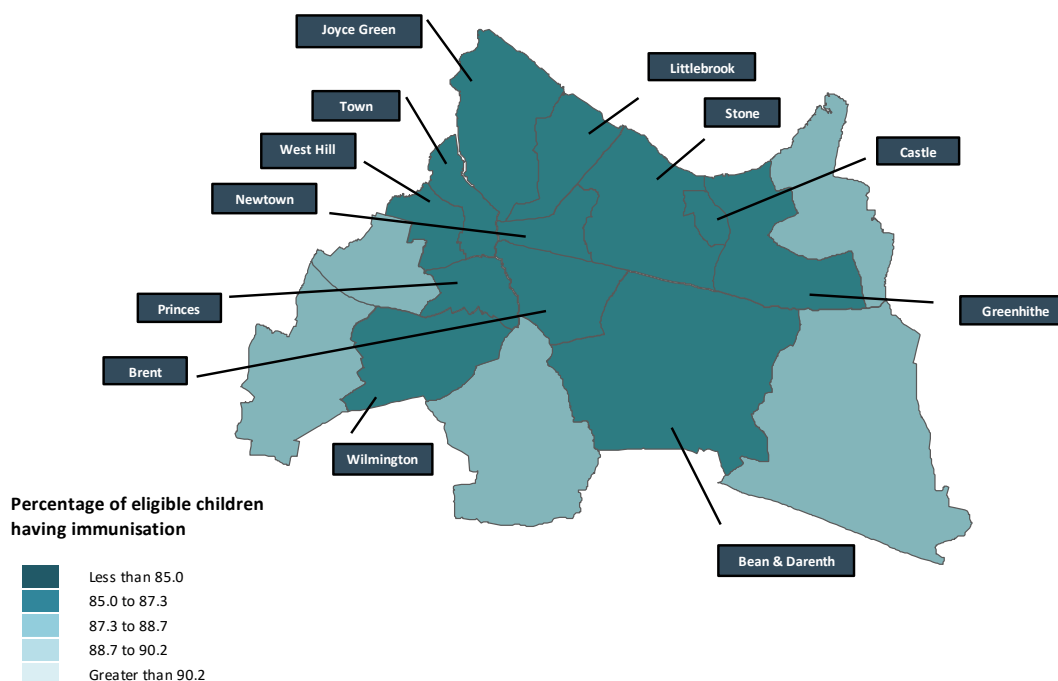 Joyce Green
Littlebrook
Town
Stone
West Hill
Castle
Newtown
Princes
Greenhithe
Brent
Wilmington
Percentage of eligible children
having immunisation
Bean & Darenth
Less than 85.0
85.0 to 87.3
87.3 to 88.7
88.7 to 90.2
Greater than 90.2